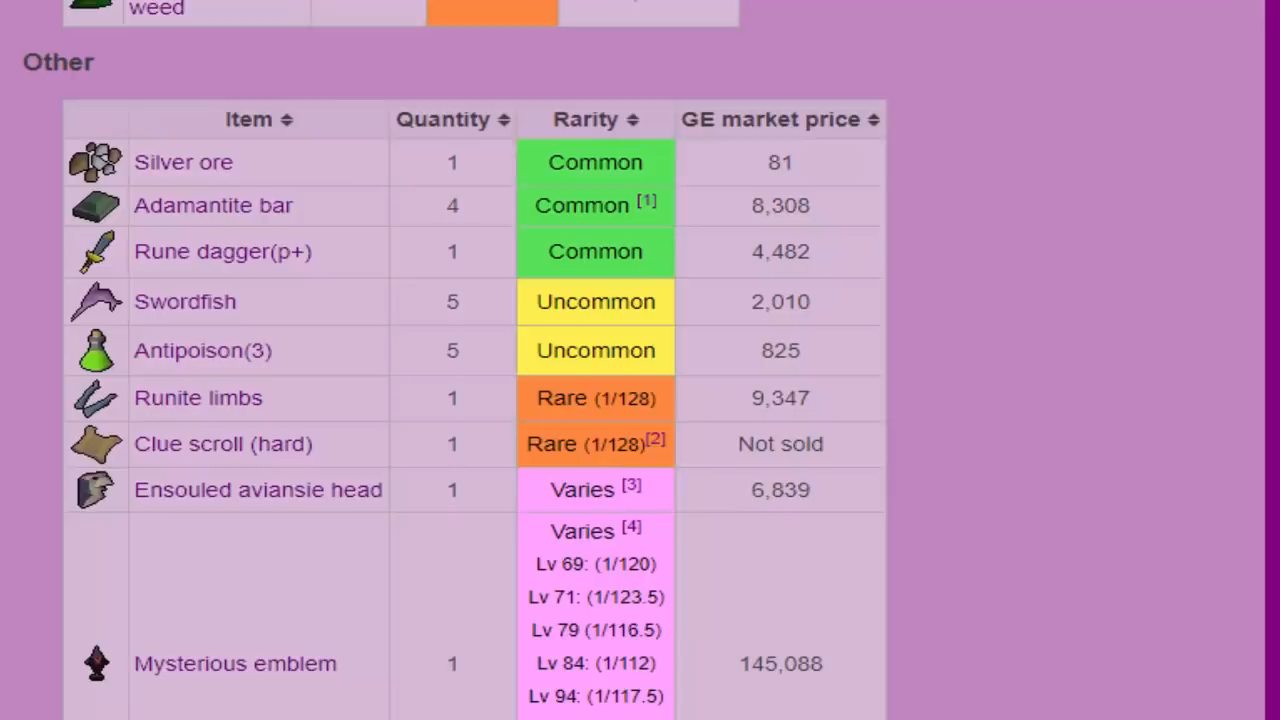 weed
Other
Item Quantity Rarity GE market price
Silver ore 1 Common 81
Adamantite bar 4 Common [1] 8,308
Rune dagger(p+) 1 Common 4,482
Swordfish 5 Uncommon 2,010
Antipoison(3) 5 Uncommon 825
Runite limbs 1 Rare (1/128) 9,347
Clue scroll (hard) 1 Rare (1/128)[2] Not sold
Ensouled aviansie head 1 Varies [3] 6,839
Varies [4]
Lv 69: (1/120)
Lv 71: (1/123.5)
Lv 79 (1/116.5)
Mysterious emblem 1 Lv 84: (1/112) 145,088
Lv 94: (1/117.5)